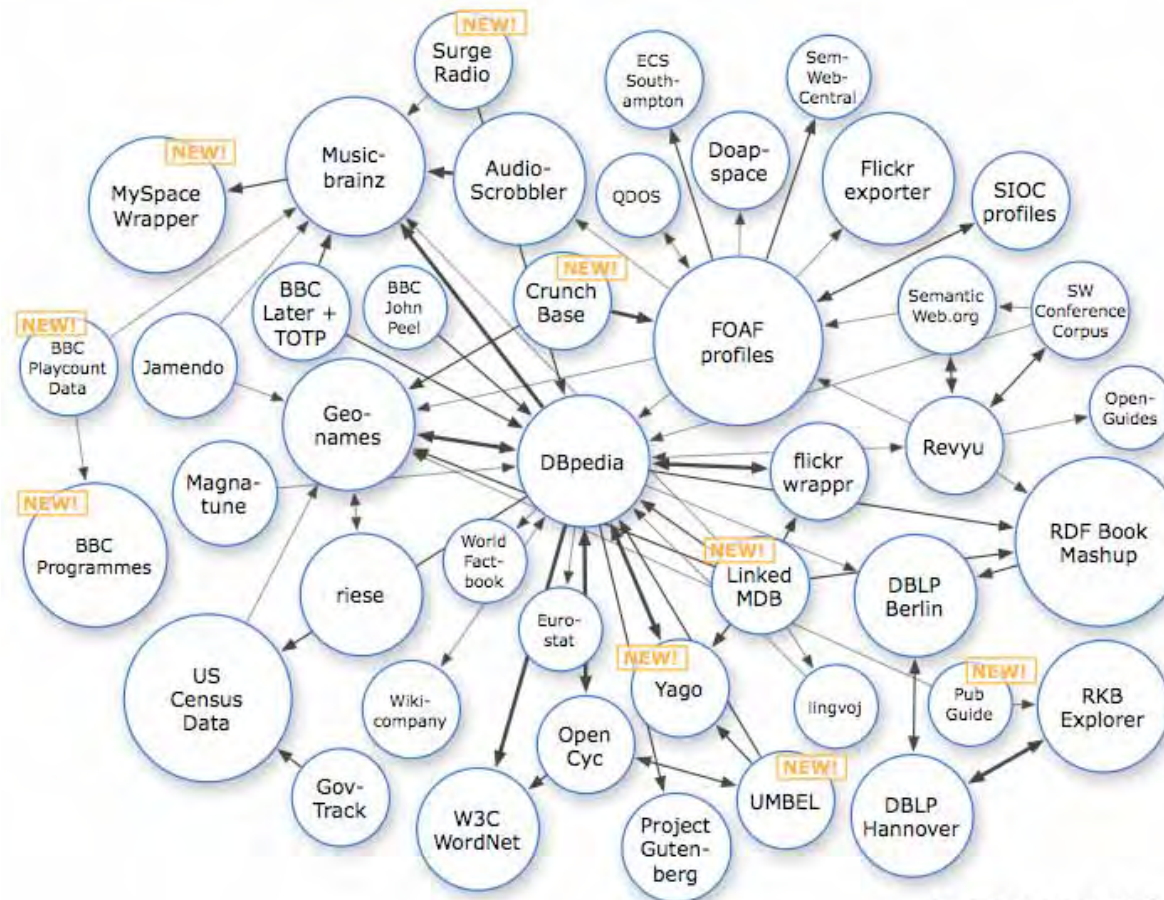 NEW!
Surge
Radio
ECS
South-
ampton
Sem-
Web-
Central
NEW!
MySpace
Wrapper
Music-
brainz
Audio-
Scrobbler
QDOS
Doap-
space
Flickr
exporter
SIOC
profiles
NEW!
BBC
Playcount
Data
Jamendo
BBC
Later +
TOTP
BBC
John
Peel
NEW!
Crunch
Base
FOAF
profiles
Semantic
Web.org
SW
Conference
Corpus
Geo-
names
DBpedia
flickr
wrappr
Revyu
Open-
Guides
Magna-
tune
NEW!
BBC
Programmes
riese
World
Fact-
book
Euro-
stat
NEW!
Linked
MDB
DBLP
Berlin
RDF Book
Mashup
US
Census
Data
Wiki-
company
Open
Cyc
NEW!
Yago
lingvoj
NEW!
Pub
Guide
RKB
Explorer
Gov-
Track
W3C
WordNet
Project
Guten-
berg
NEW!
UMBEL
DBLP
Hannover